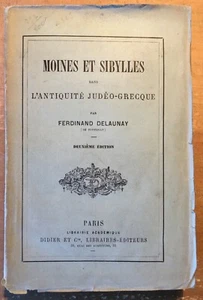 MOINES ET SIBYLLES
DANS
L'ANTIQUITÉ JUDÉO-GRECQUE
PAR
FERDINAND DELAUNAY
DEUXIÈME ÉDITION
PARIS
LIBRAIRIE ACADÉMIQUE
DIDIER ET Cie, LIBRAIRES-ÉDITEURS